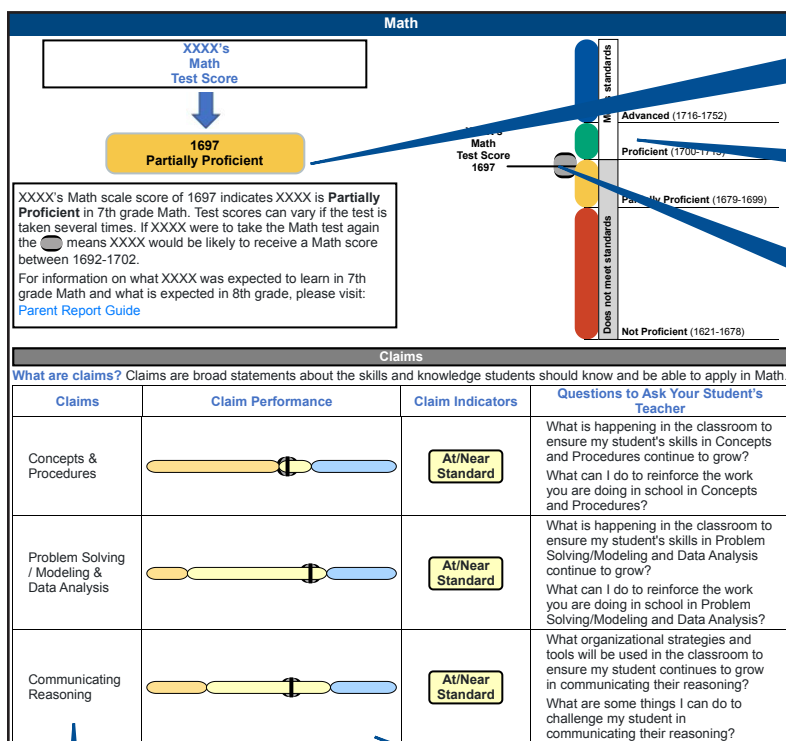 Math
XXXX's
Math
Test Score
1697
Partially Proficient
XXXX's Math scale score of 1697 indicates XXXX is Partially
Proficient in 7th grade Math. Test scores can vary if the test is
taken several times. If XXXX were to take the Math test again
the means XXXX would be likely to receive a Math score
between 1692-1702.
For information on what XXXX was expected to learn in 7th
grade Math and what is expected in 8th grade, please visit:
Parent Report Guide
Math
Test Score
1697
standards
Does not meet standards
Advanced (1716-1752)
Proficient
Proficient (1679-1699)
Not Proficient (1621-1678)
Claims
What are claims? Claims are broad statements about the skills and knowledge students should know and be able to apply in Math.
Claims
Claim Performance
Claim Indicators
Questions to Ask Your Student's
Teacher
Concepts &
Procedures
At/Near
Standard
What is happening in the classroom to
ensure my student's skills in Concepts
and Procedures continue to grow?
What can I do to reinforce the work
you are doing in school in Concepts
and Procedures?
Problem Solving
/ Modeling &
Data Analysis
At/Near
Standard
What is happening in the classroom to
ensure my student's skills in Problem
Solving/Modeling and Data Analysis
continue to grow?
What can I do to reinforce the work
you are doing in school in Problem
Solving/Modeling and Data Analysis?
Communicating
Reasoning
At/Near
Standard
What organizational strategies and
tools will be used in the classroom to
ensure my student continues to grow
in communicating their reasoning?
What are some things I can do to
challenge my student in
communicating their reasoning?